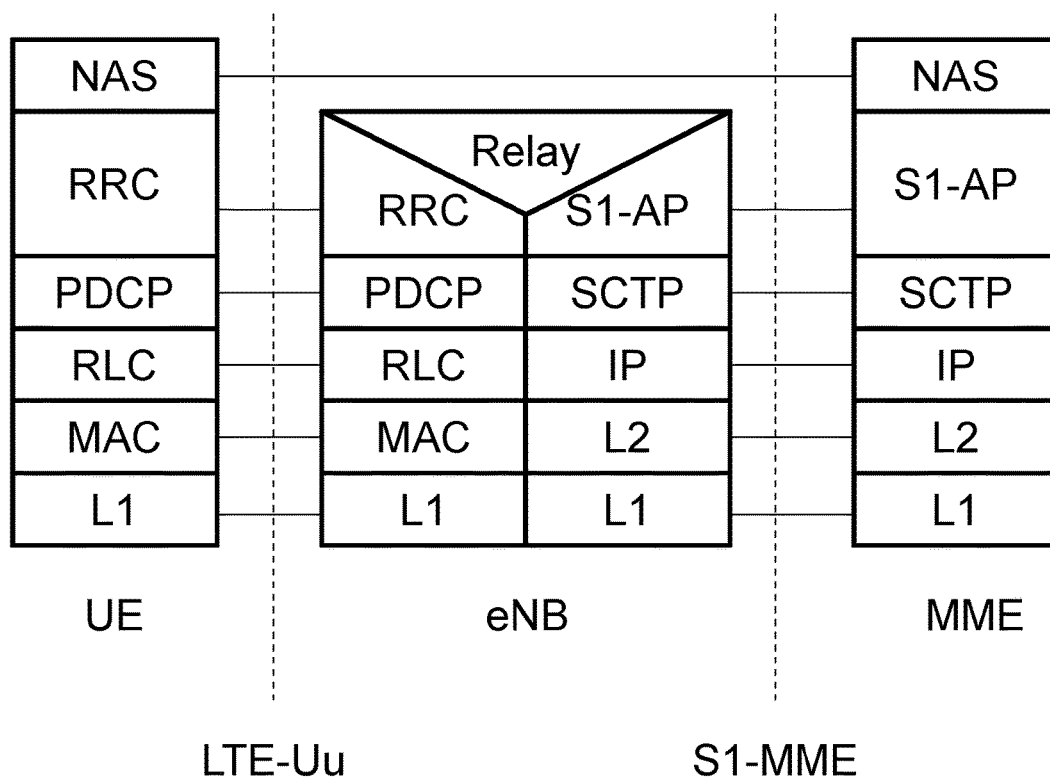 NAS
NAS
Relay
RRC
RRC
S1-AP
S1-AP
PDCP
PDCP
SCTP
SCTP
RLC
RLC
IP
IP
MAC
MAC
L2
L2
L1
L1
L1
L1
UE
eNB
MME
LTE-Uu
S1-MME